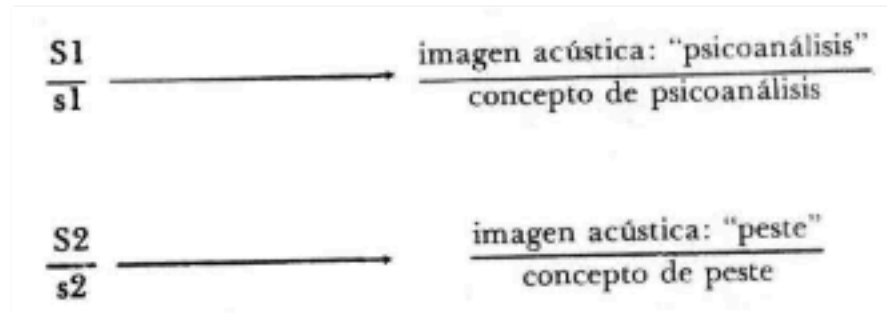 S1 imagen acústica: “psicoanálisis”
s1 concepto de psicoanálisis
S2 imagen acústica: “peste”
s2 concepto de peste